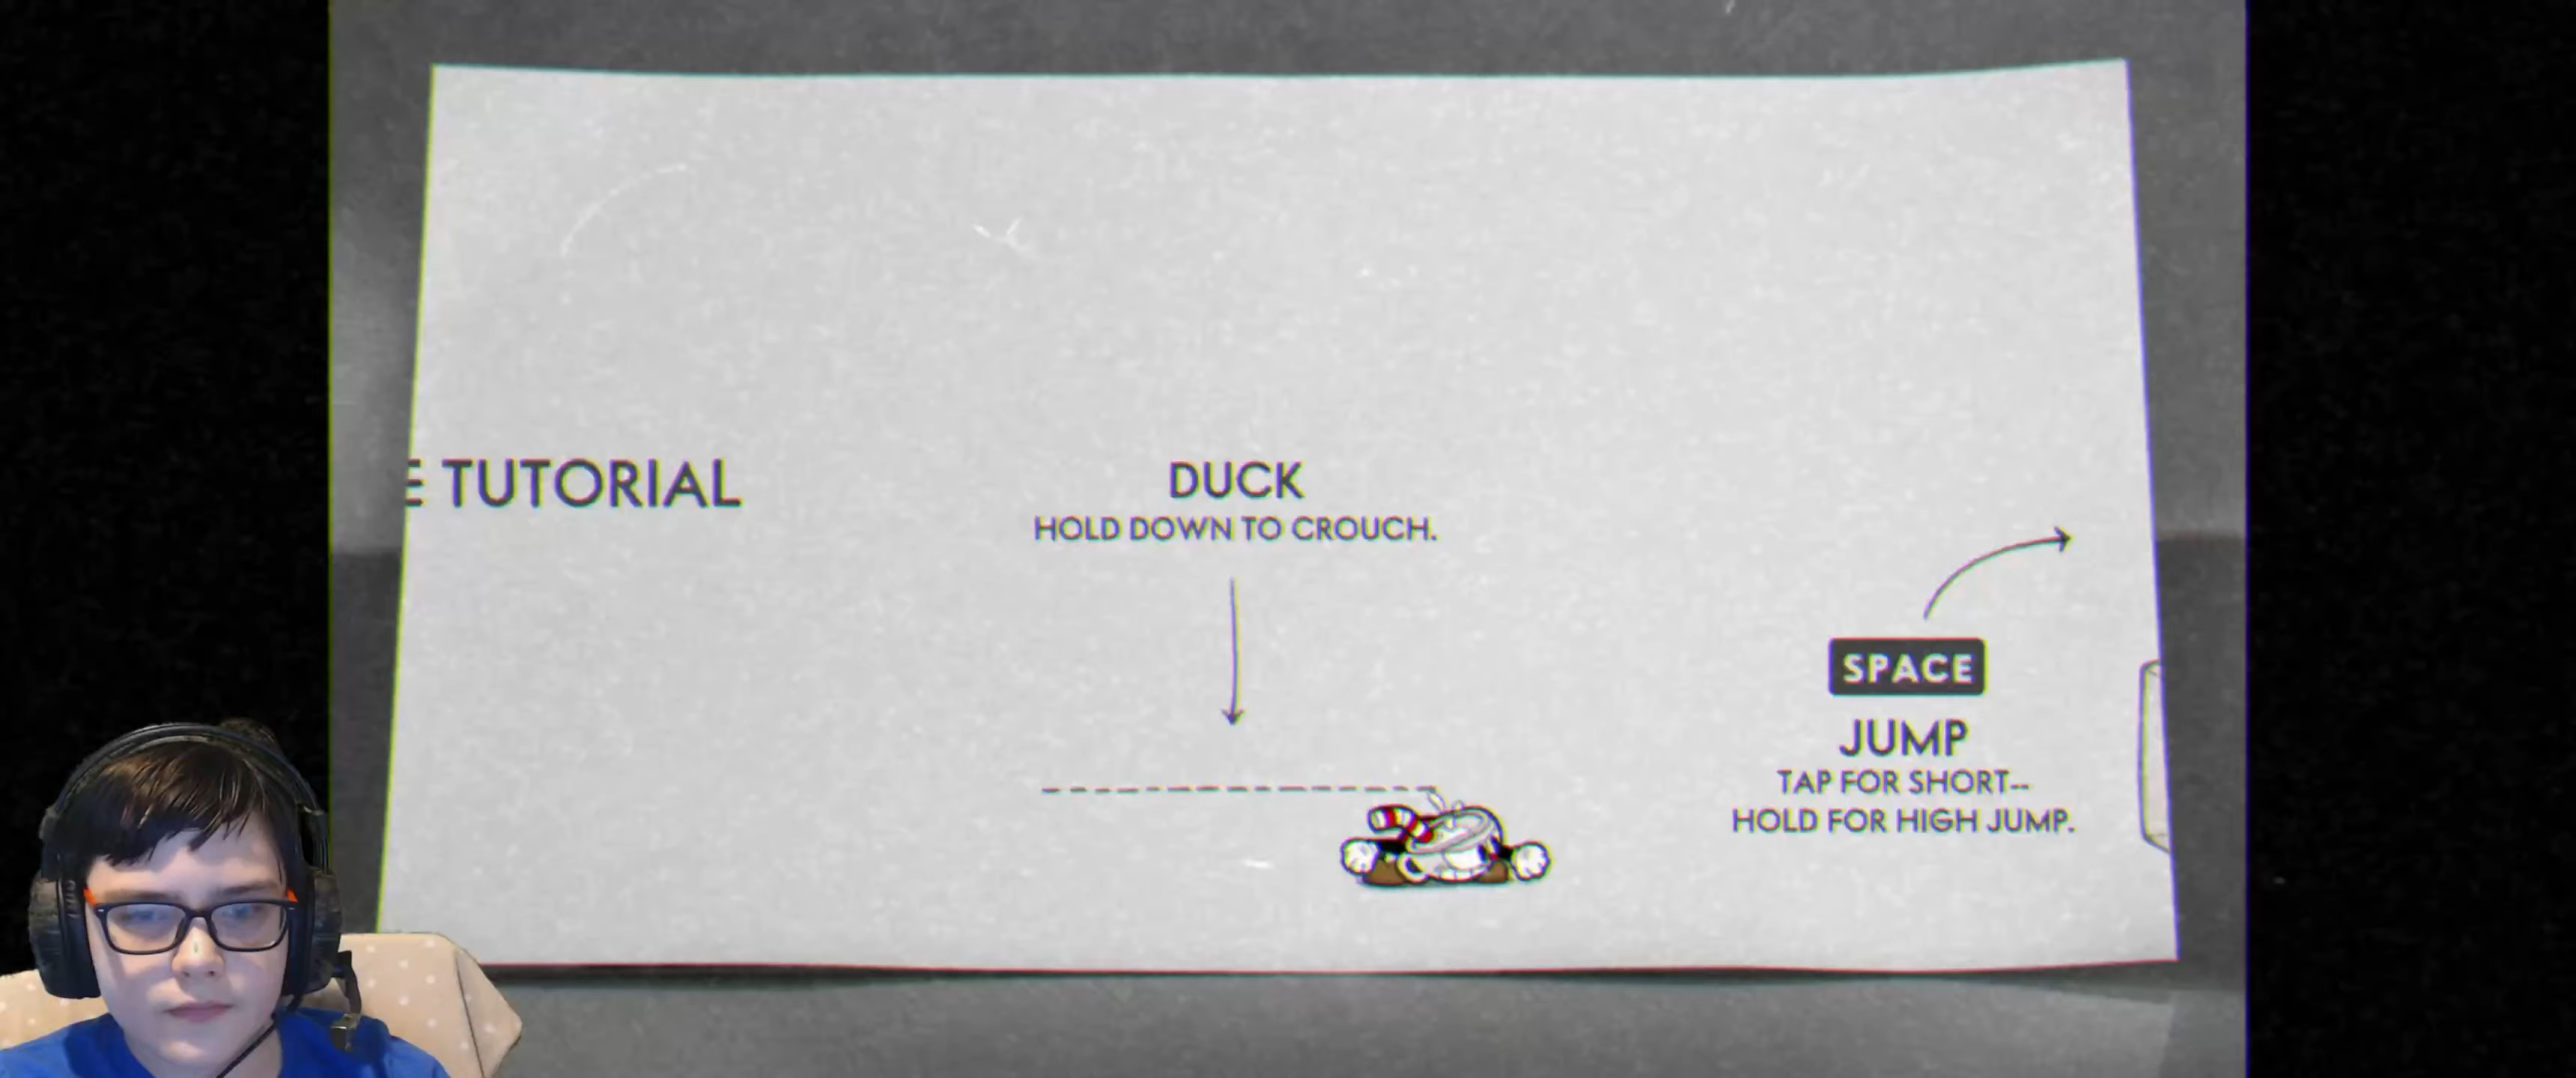 E TUTORIAL
DUCK
HOLD DOWN TO CROUCH.
SPACE
JUMP
TAP FOR SHORT--
HOLD FOR HIGH JUMP.